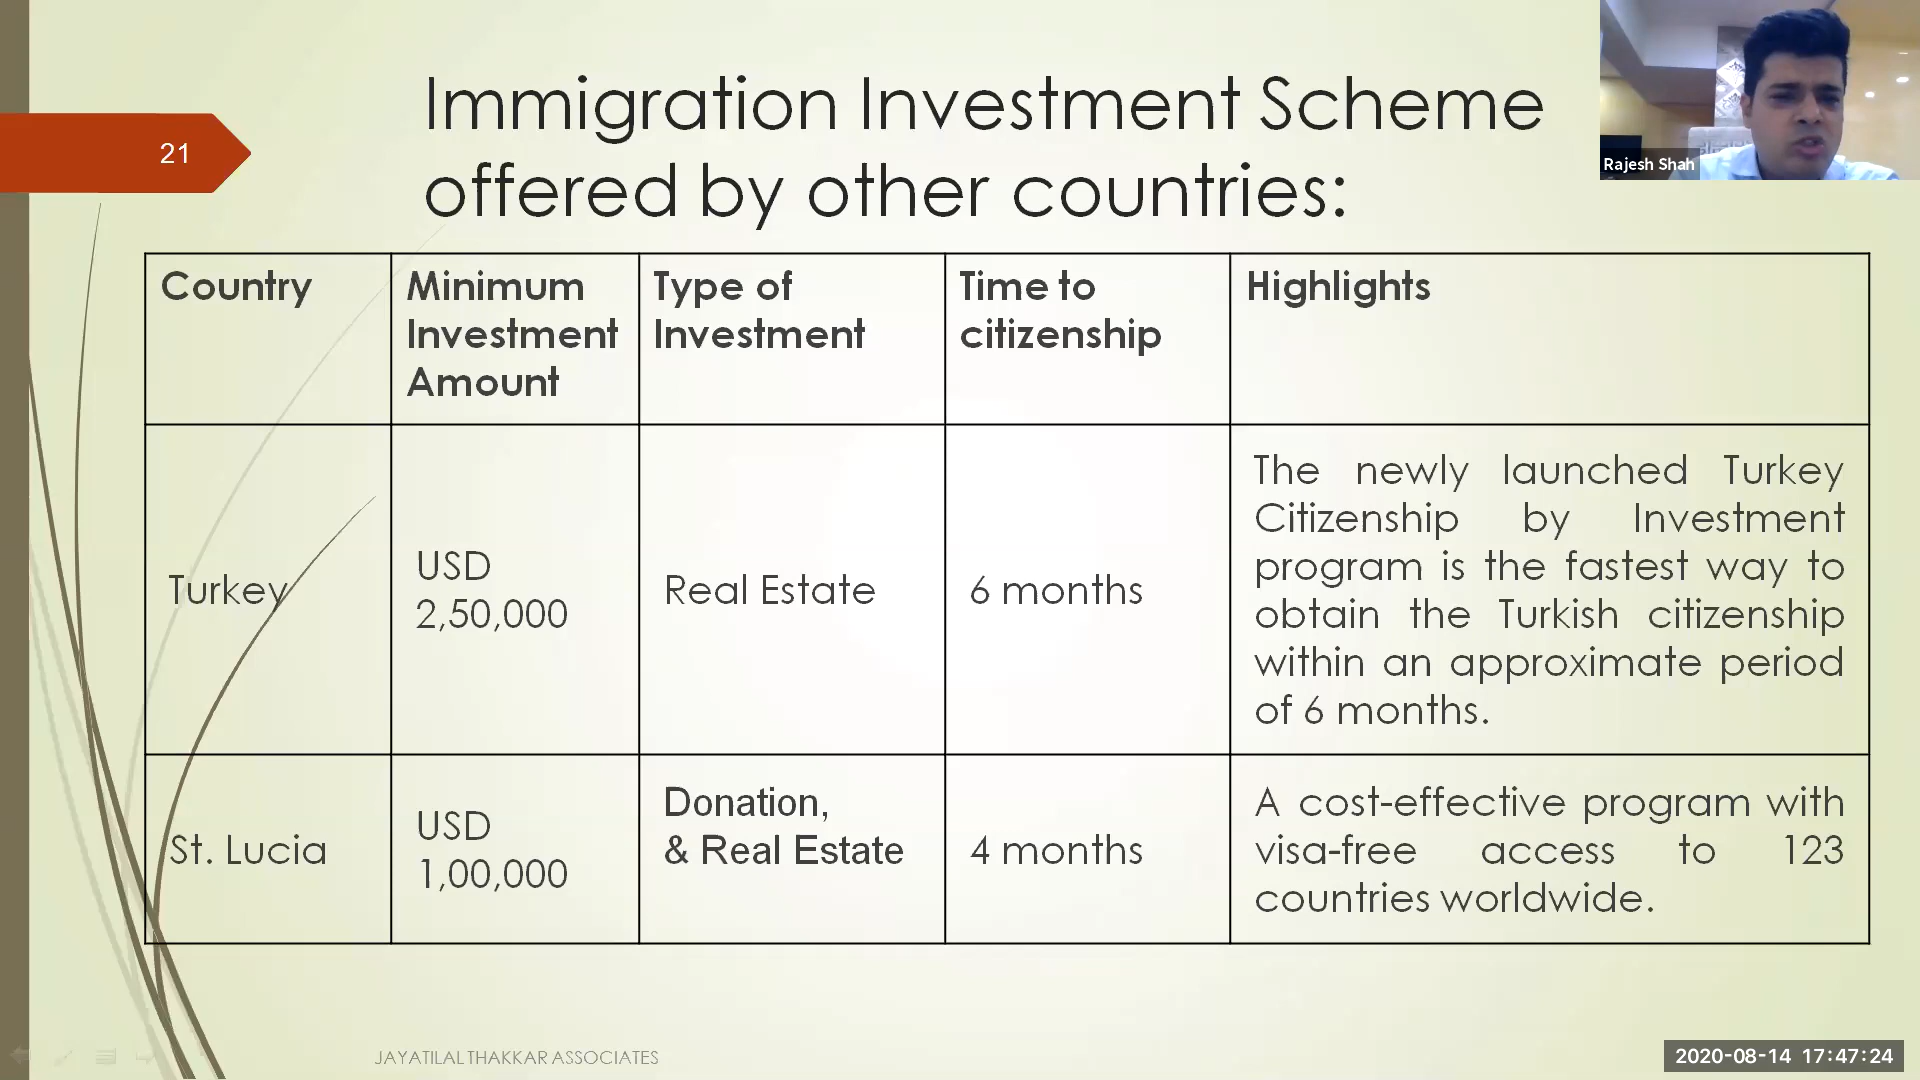 Immigration Investment Scheme
offered by other countries:
21
Rajesh Shah
Country
Minimum
Investment
Amount
Type of
Investment
Time to
citizenship
Highlights
Turkey
USD
2,50,000
Real Estate
6 months
The newly launched Turkey
Citizenship by Investment
program is the fastest way to
obtain the Turkish citizenship
within an approximate period
of 6 months.
St. Lucia
USD
1,00,000
Donation,
& Real Estate
4 months
A cost-effective program with
visa-free access to 123
countries worldwide.
JAYATILAL THAKKAR ASSOCIATES
2020-08-14 17:47:24